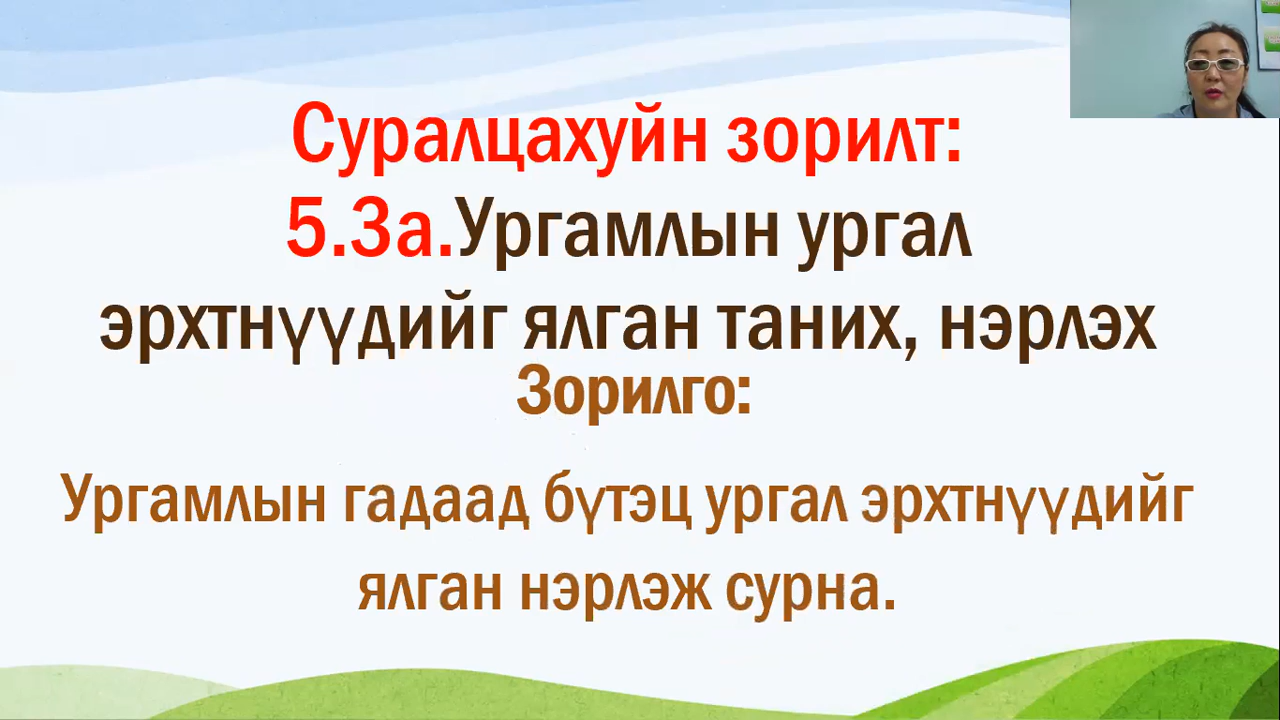 Суралцахуйн зорилт:
5.3а.Ургамлын ургал
эрхтнүүдийг ялган таних, нэрлэх
Зорилго:
Ургамлын гадаад бүтэц ургал эрхтнүүдийг
ялган нэрлэж сурна.